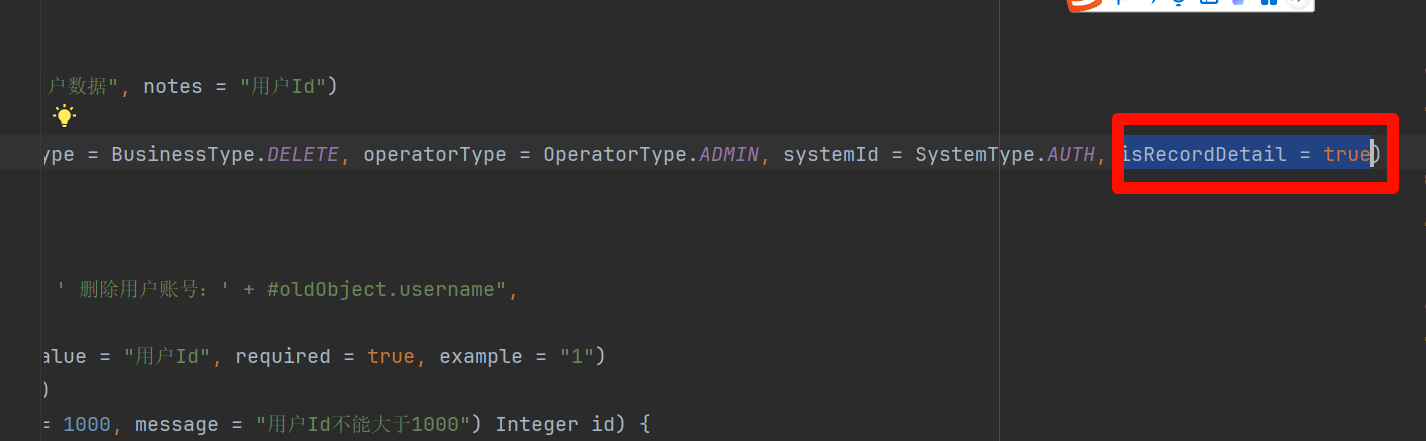 户数据", notes = "用户Id")
ype = BusinessType.DELETE, operatorType = OperatorType.ADMIN, systemId = SystemType.AUTH, isRecordDetail = true)
' 删除用户账号：' + #oldObject.username",
alue = "用户Id", required = true, example = "1")
)
= 1000, message = "用户Id不能大于1000") Integer id) {